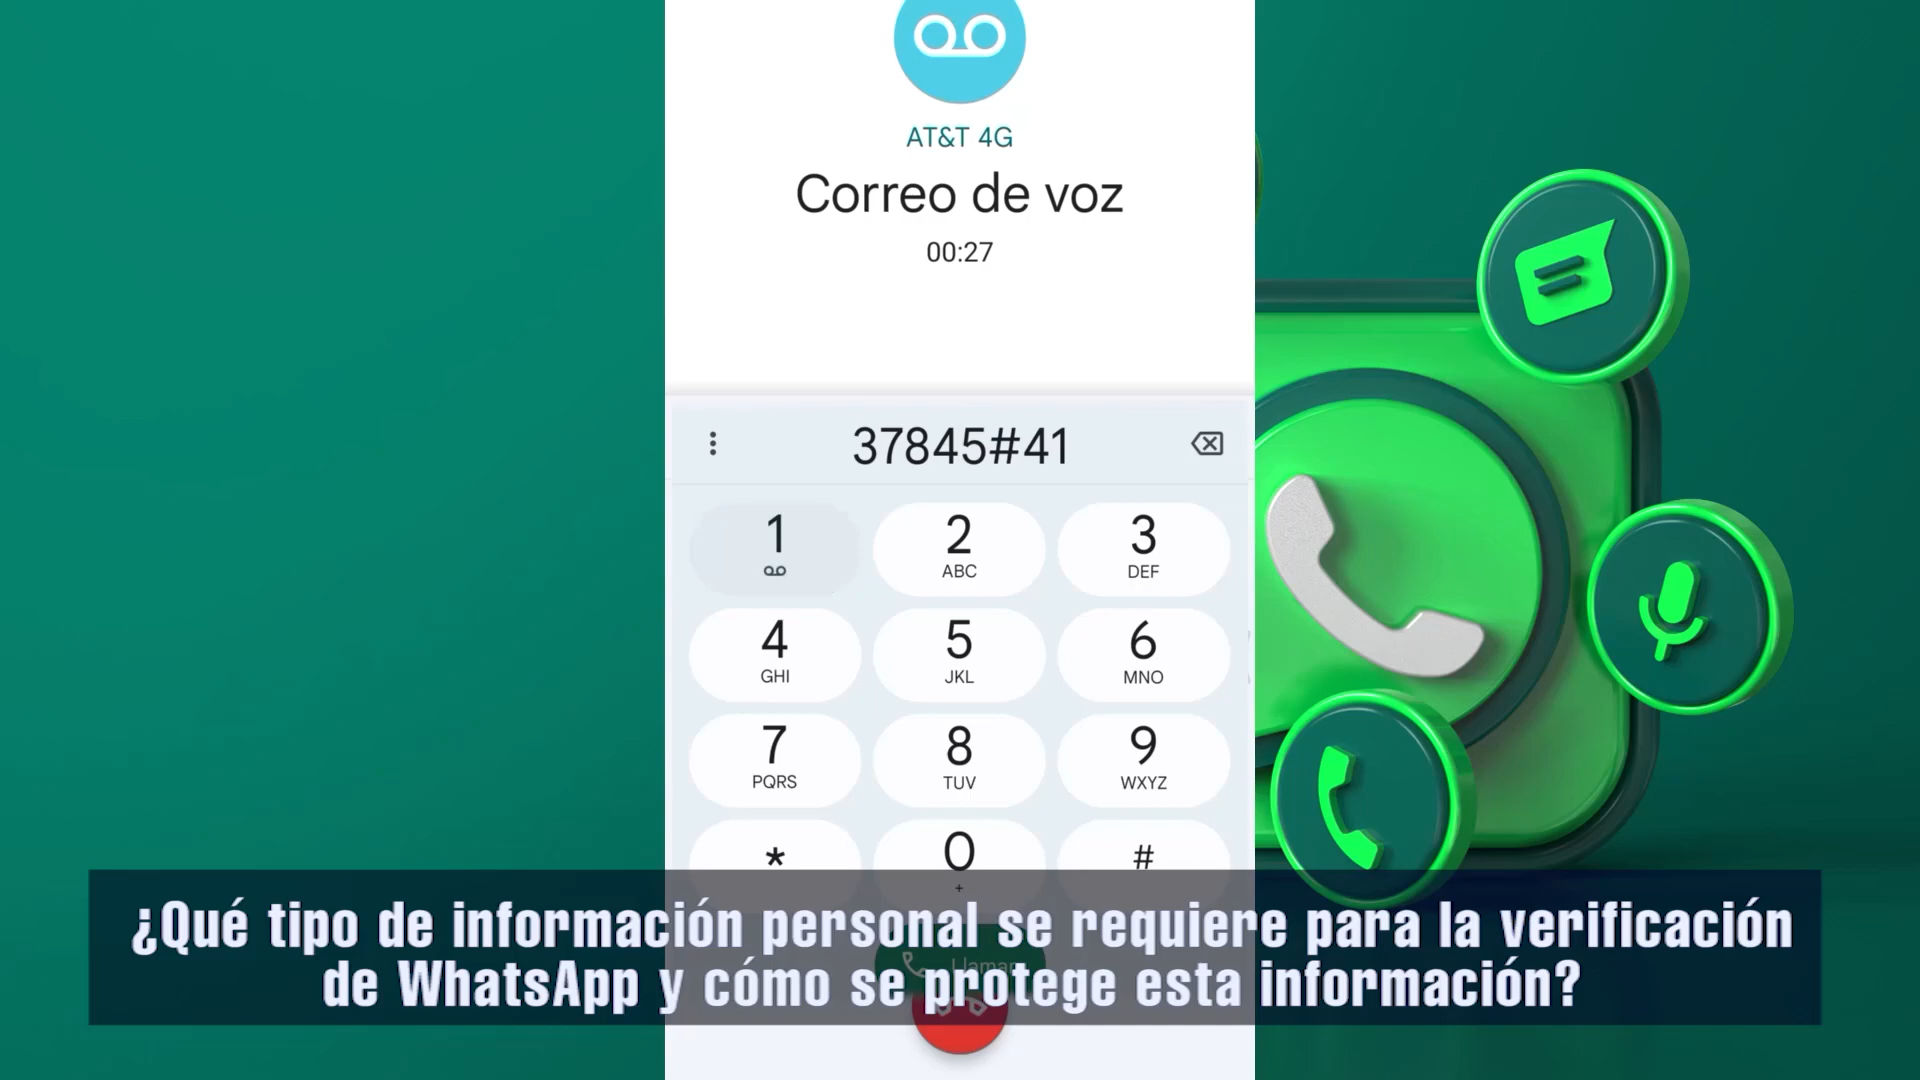 AT&T 4G
Correo de voz
00:27
37845#41
1 2 3
ABC DEF
4 5 6
GHI JKL MNO
7 8 9
PQRS TUV WXYZ
* 0 #
+
¿Qué tipo de información personal se requiere para la verificación
de WhatsApp y cómo se protege esta información?
Llamar